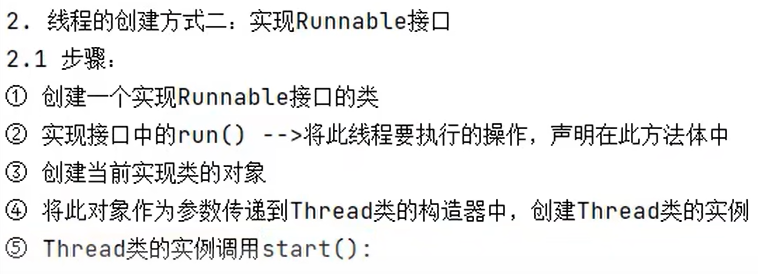 2. 线程的创建方式二：实现Runnable接口
2.1 步骤：
① 创建一个实现Runnable接口的类
② 实现接口中的run() -->将此线程要执行的操作，声明在此方法体中
③ 创建当前实现类的对象
④ 将此对象作为参数传递到Thread类的构造器中，创建Thread类的实例
⑤ Thread类的实例调用start():